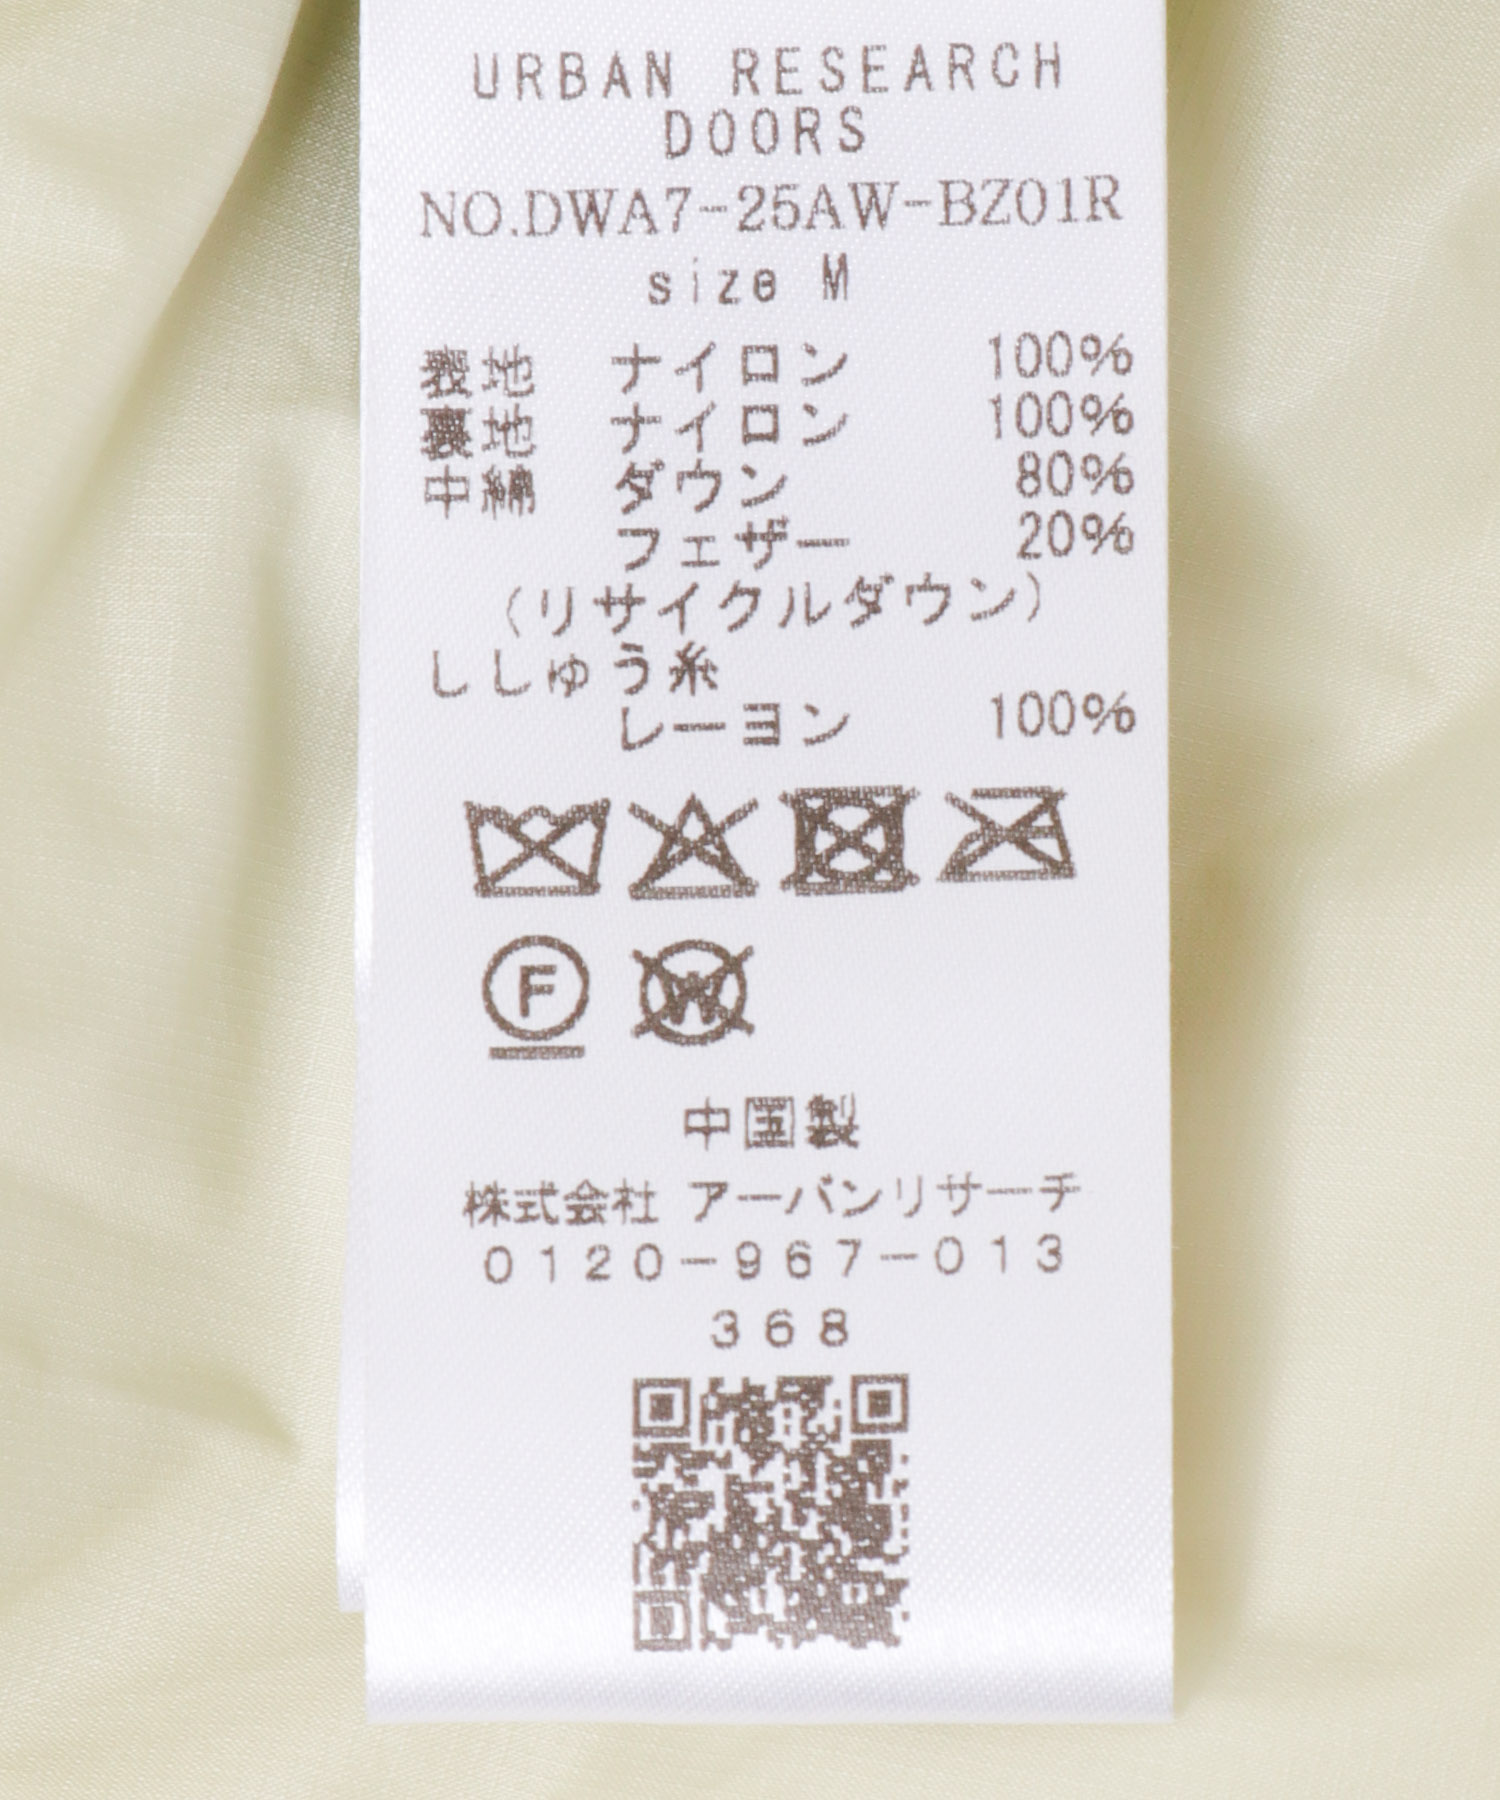 URBAN RESEARCH
DOORS
NO.DWA7-25AW-BZ01R
size M
表地 ナイロン 100%
裏地 ナイロン 100%
中綿 ダウン 80%
フェザー 20%
(リサイクルダウン)
ししゅう糸
レーヨン 100%
F W
中国製
株式会社 アーバンリサーチ
0120-967-013
368